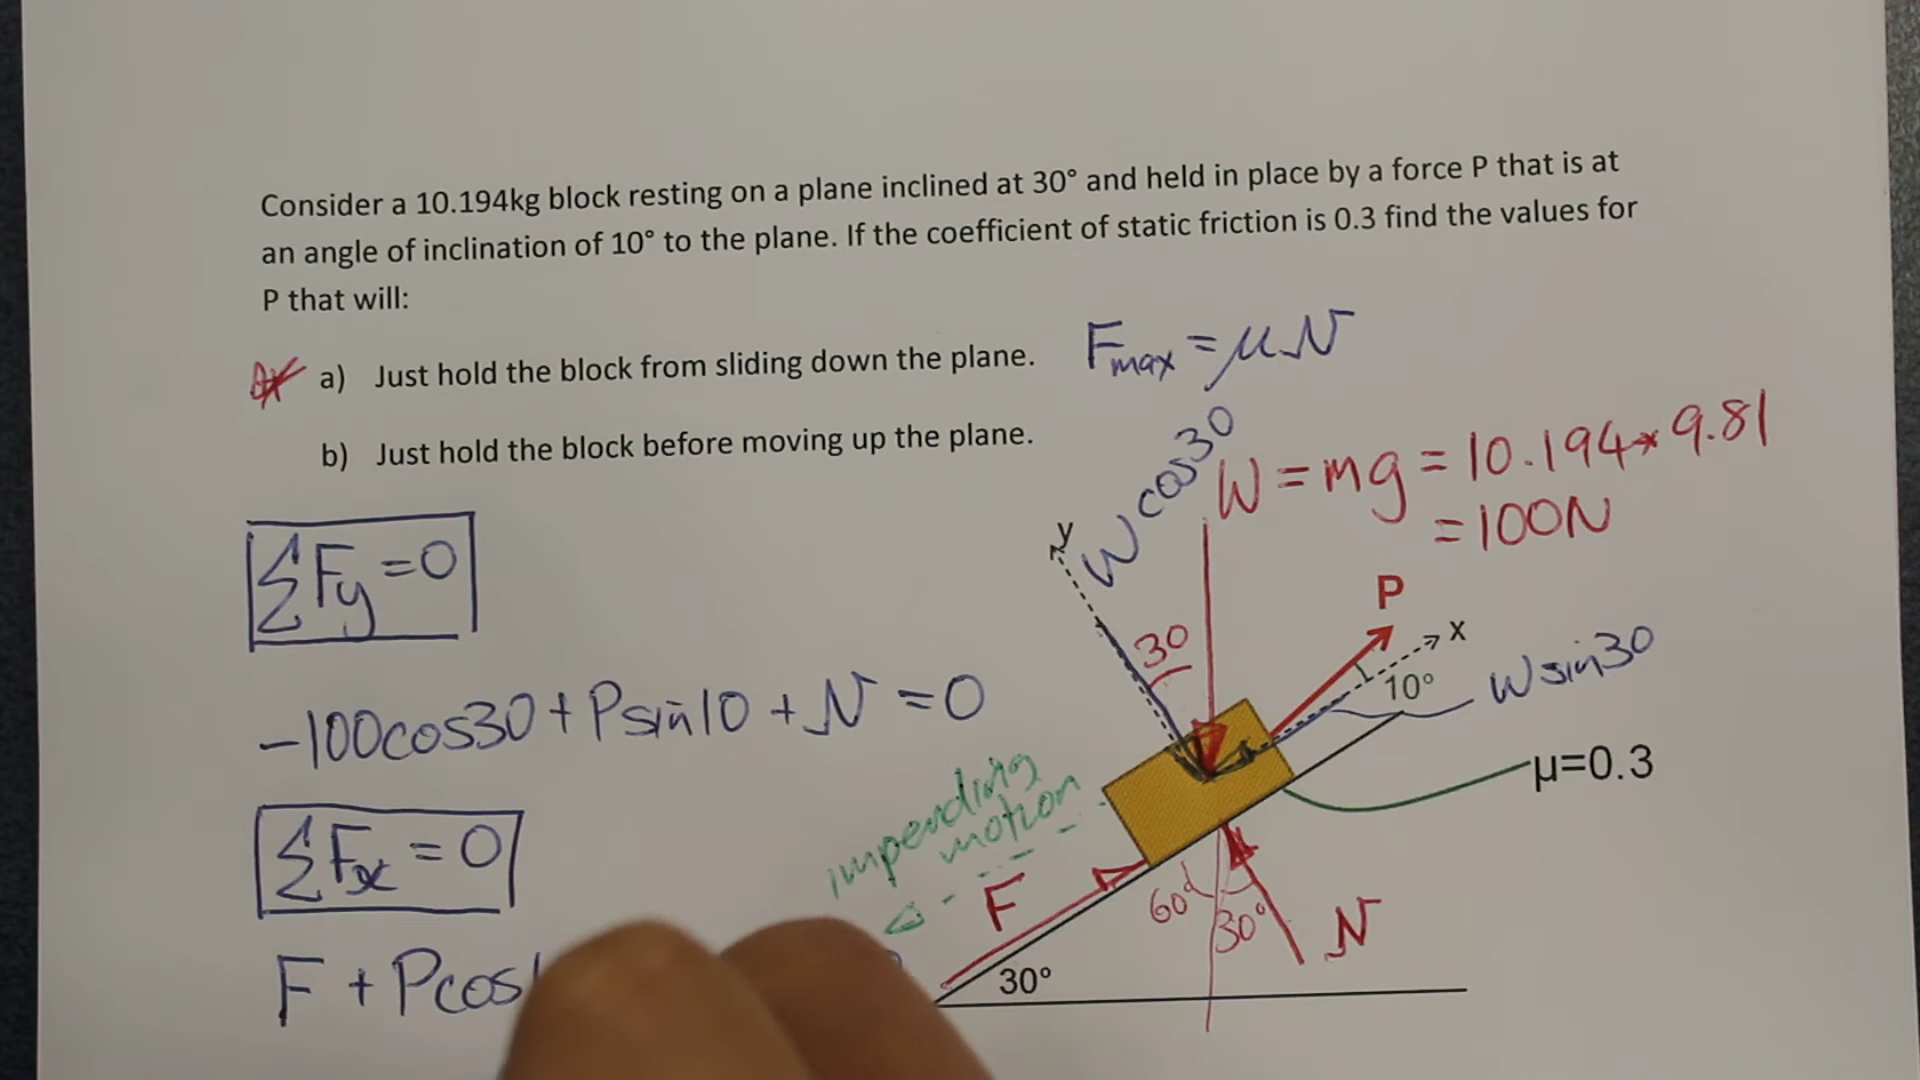 Consider a 10.194kg block resting on a plane inclined at 30° and held in place by a force P that is at
an angle of inclination of 10° to the plane. If the coefficient of static friction is 0.3 find the values for
P that will:
a) Just hold the block from sliding down the plane.
Fmax = μN
b) Just hold the block before moving up the plane.
W = mg = 10.194*9.81
= 100N
W cos30
ΣFy = 0
y
P
30
x
10°
W sin30
-100cos30 + Psin10 + N = 0
μ=0.3
impending
motion
ΣFx = 0
F
60°
30°
N
F + Pcos
30°